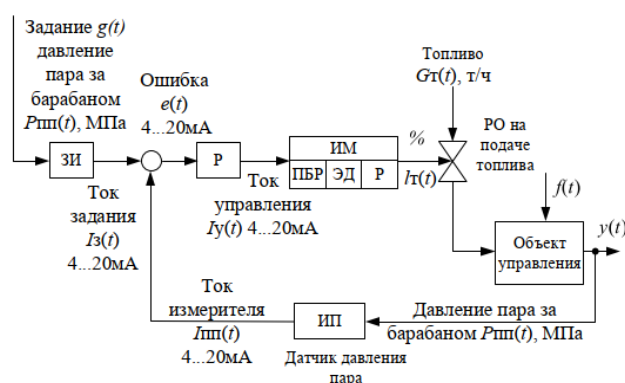 Задание g(t)
давление
пара за
барабаном
Pпп(t), МПа
ЗИ
Ток
задания
Iз(t)
4...20мА
Ошибка
e(t)
4...20мА
Р
Ток
управления
Iу(t) 4...20мА
ИМ
ПБР ЭД Р
%
lт(t)
Топливо
Gт(t), т/ч
РО на
подаче
топлива
f(t)
Объект
управления
y(t)
Давление пара за
барабаном Pпп(t), МПа
ИП
Датчик давления
пара
Ток
измерителя
Iпп(t)
4...20мА